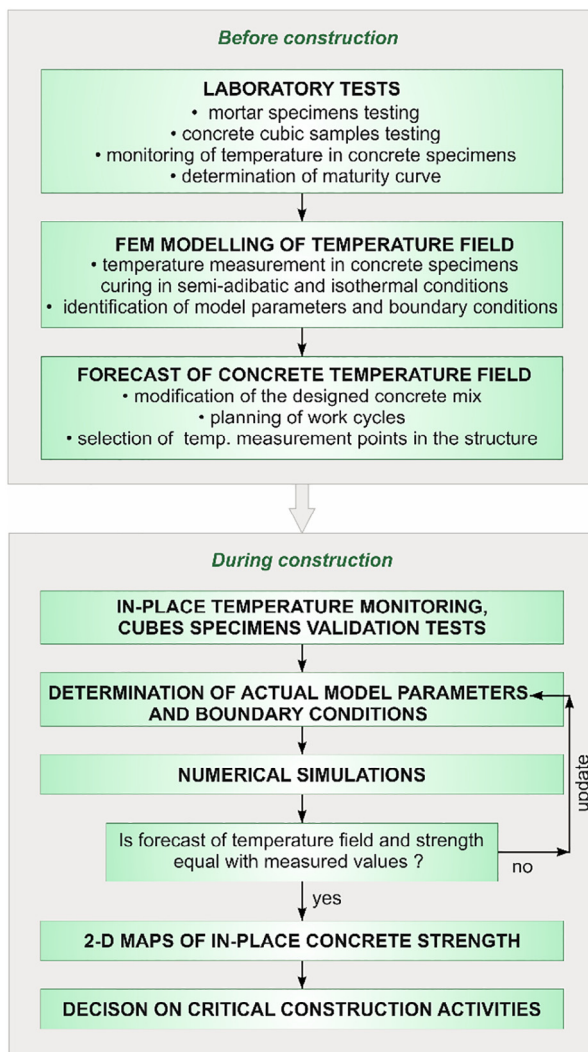 Before construction
LABORATORY TESTS
• mortar specimens testing
• concrete cubic samples testing
• monitoring of temperature in concrete specimens
• determination of maturity curve
FEM MODELLING OF TEMPERATURE FIELD
• temperature measurement in concrete specimens
curing in semi-adibatic and isothermal conditions
• identification of model parameters and boundary conditions
FORECAST OF CONCRETE TEMPERATURE FIELD
• modification of the designed concrete mix
• planning of work cycles
• selection of temp. measurement points in the structure
During construction
IN-PLACE TEMPERATURE MONITORING,
CUBES SPECIMENS VALIDATION TESTS
DETERMINATION OF ACTUAL MODEL PARAMETERS
AND BOUNDARY CONDITIONS
NUMERICAL SIMULATIONS
update
Is forecast of temperature field and strength
equal with measured values ?
no
yes
2-D MAPS OF IN-PLACE CONCRETE STRENGTH
DECISON ON CRITICAL CONSTRUCTION ACTIVITIES